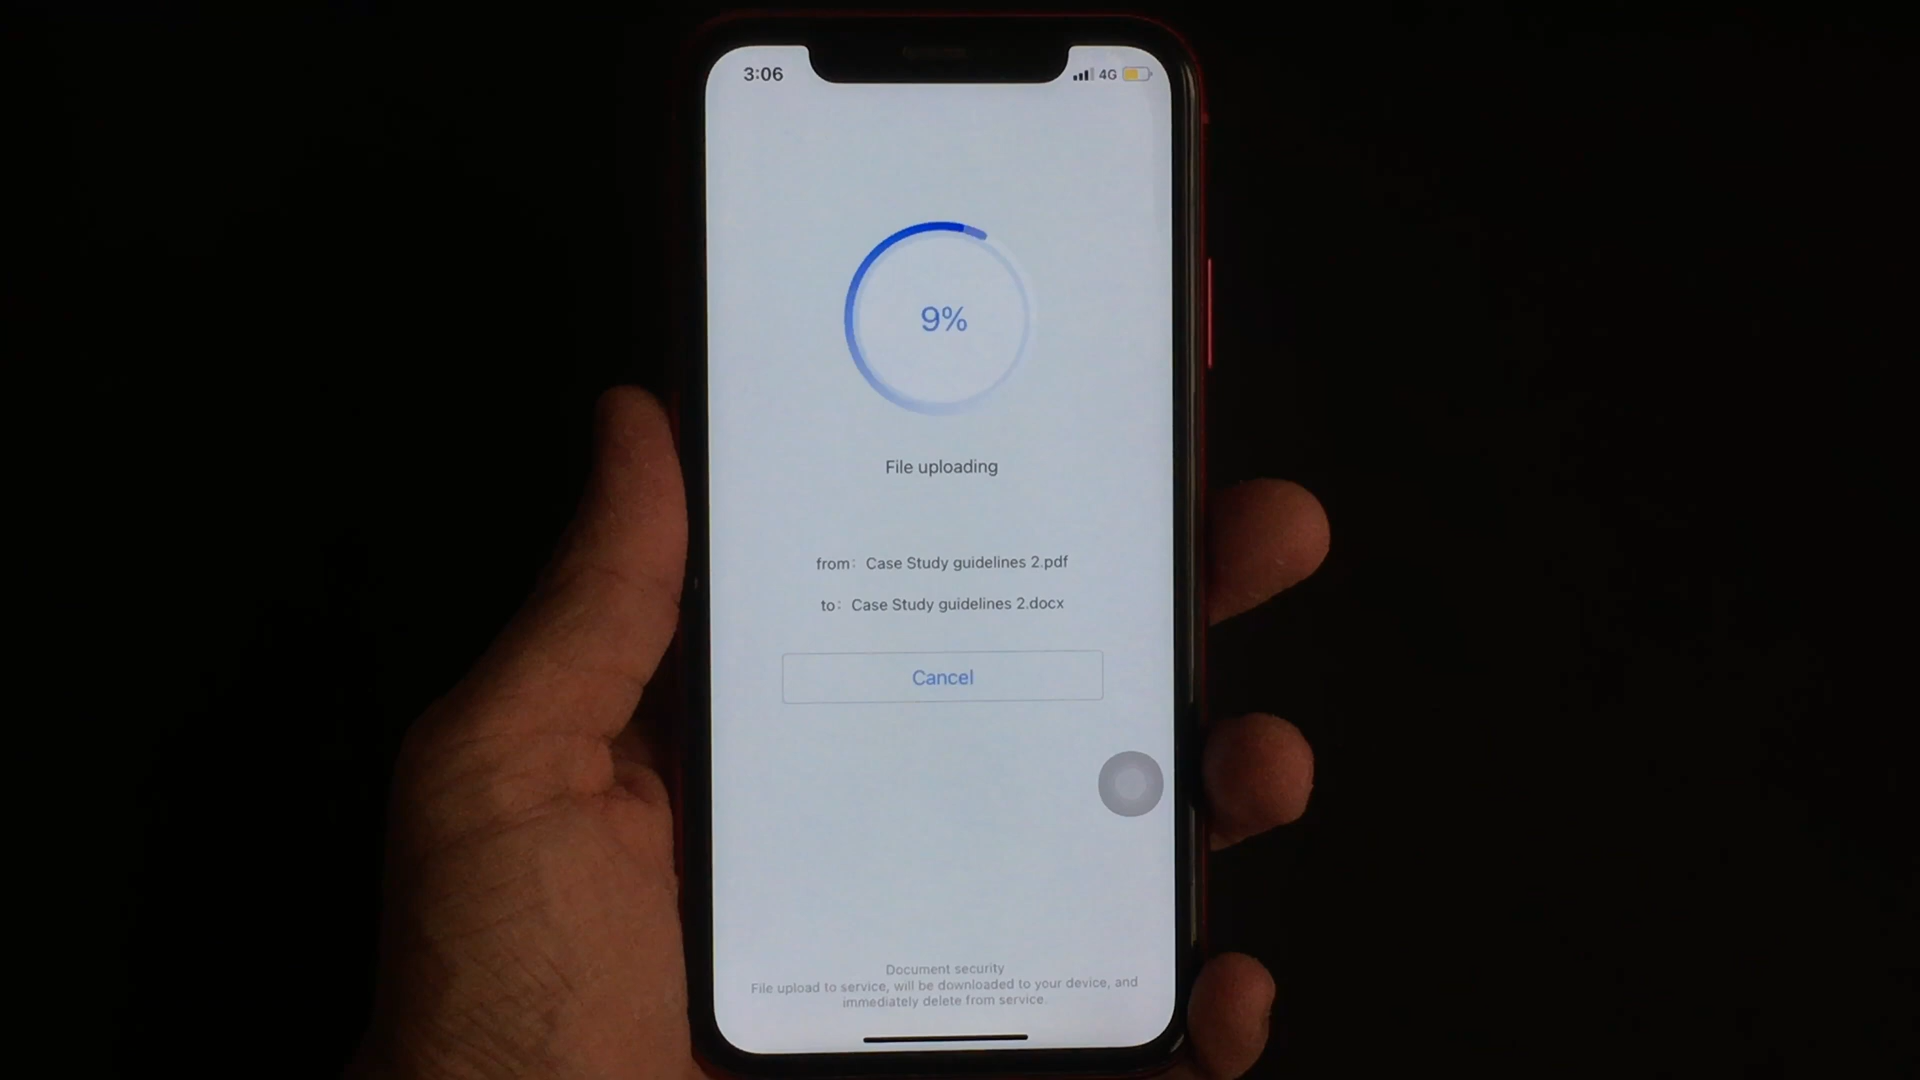 3:06
4G
9%
File uploading
from: Case Study guidelines 2.pdf
to: Case Study guidelines 2.docx
Cancel
Document security
File upload to service, will be downloaded to your device, and
immediately delete from service.